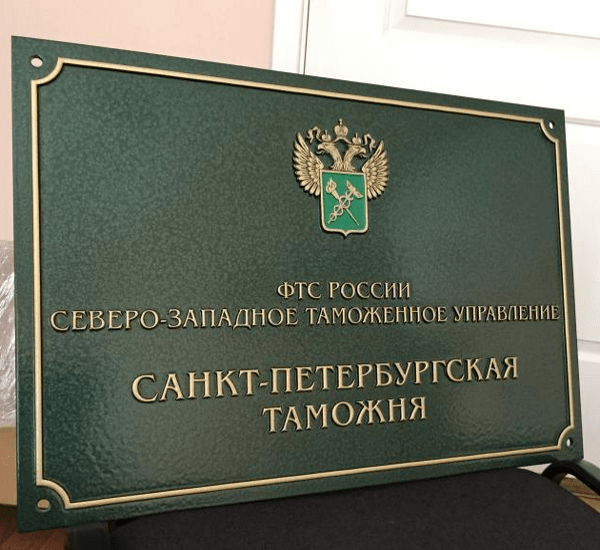 ФТС РОССИИ
СЕВЕРО-ЗАПАДНОЕ ТАМОЖЕННОЕ УПРАВЛЕНИЕ
САНКТ-ПЕТЕРБУРГСКАЯ
ТАМОЖНЯ